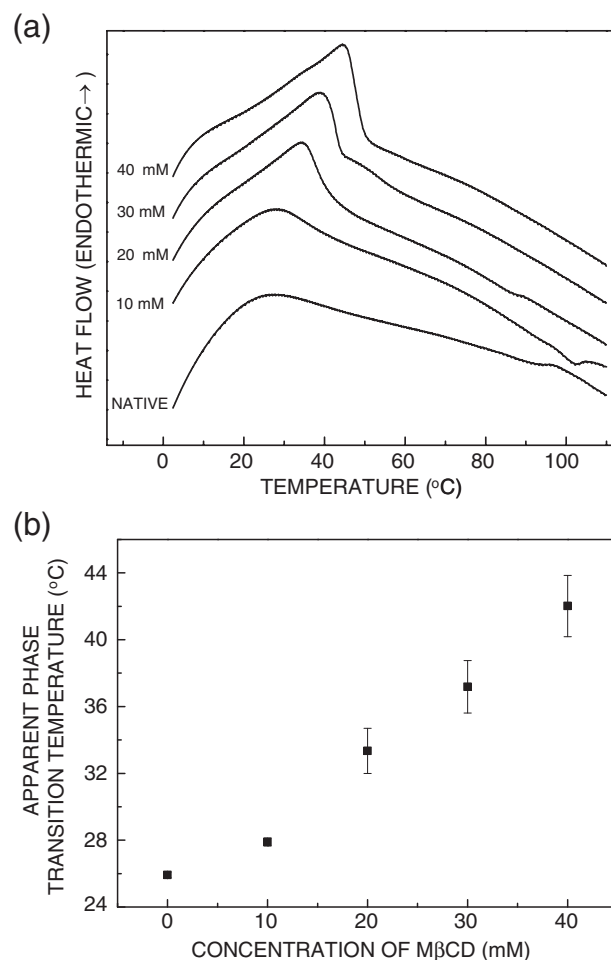 (a)
HEAT FLOW (ENDOTHERMIC→)
40 mM
30 mM
20 mM
10 mM
NATIVE
0 20 40 60 80 100
TEMPERATURE (°C)
(b)
APPARENT PHASE
TRANSITION TEMPERATURE (°C)
44
40
36
32
28
24
0 10 20 30 40
CONCENTRATION OF MβCD (mM)